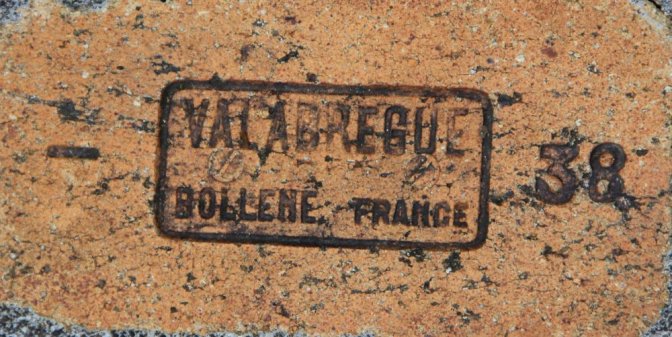 VALABREGUE
BOLLENE, FRANCE
- 38